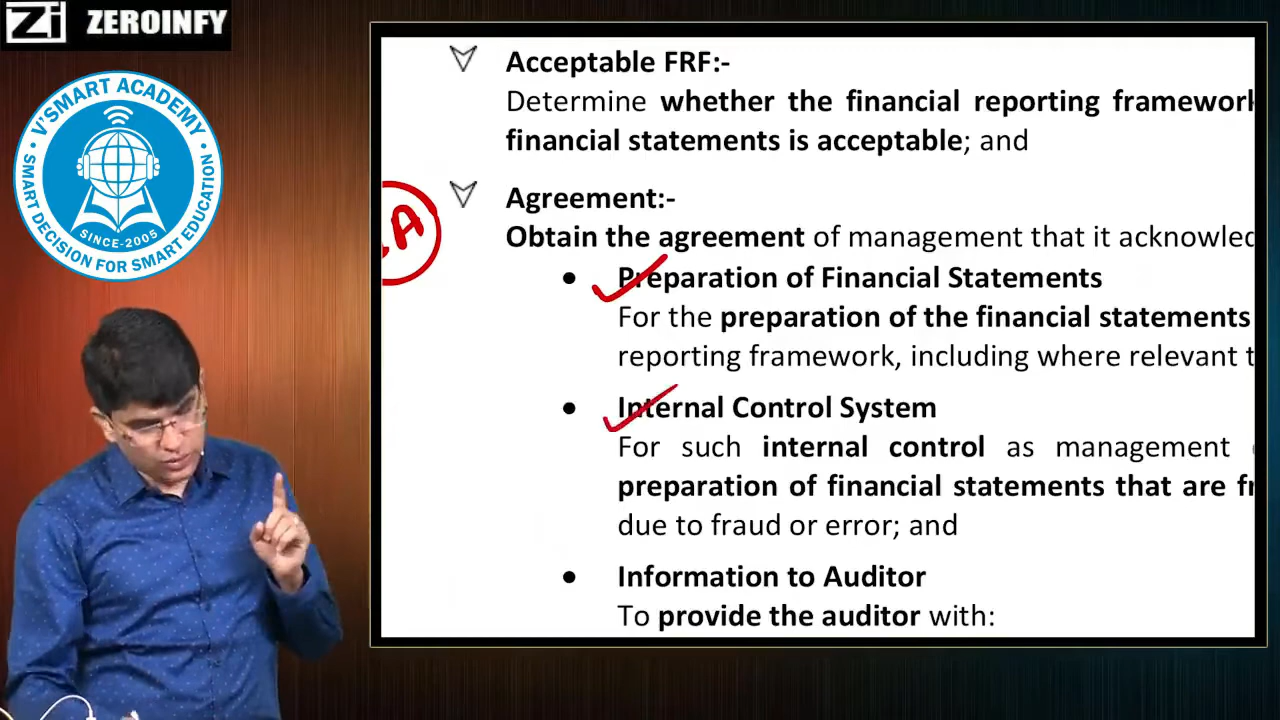 Zi ZEROINFY
V'SMART ACADEMY
SINCE-2005
SMART DECISION FOR SMART EDUCATION
Acceptable FRF:-
Determine whether the financial reporting framework
financial statements is acceptable; and
Agreement:-
Obtain the agreement of management that it
• Preparation of Financial Statements
For the preparation of the financial statements
reporting framework, including where relevant
• Internal Control System
For such internal control as management
preparation of financial statements that are
due to fraud or error; and
• Information to Auditor
To provide the auditor with: